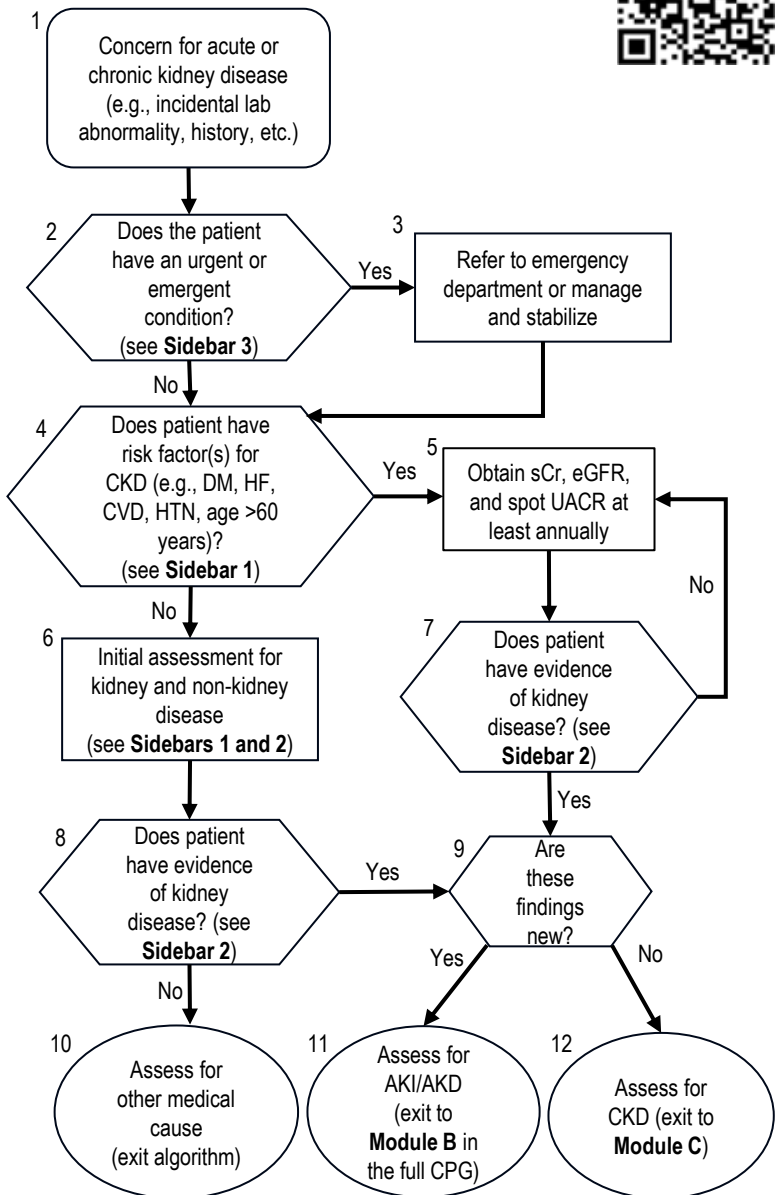 1
Concern for acute or
chronic kidney disease
(e.g., incidental lab
abnormality, history, etc.)
2
Does the patient
have an urgent or
emergent
condition?
(see Sidebar 3)
Yes
3
Refer to emergency
department or manage
and stabilize
No
4
Does patient have
risk factor(s) for
CKD (e.g., DM, HF,
CVD, HTN, age >60
years)?
(see Sidebar 1)
Yes
5
Obtain sCr, eGFR,
and spot UACR at
least annually
No
No
6
Initial assessment for
kidney and non-kidney
disease
(see Sidebars 1 and 2)
7
Does patient
have evidence
of kidney
disease? (see
Sidebar 2)
Yes
8
Does patient
have evidence
of kidney
disease? (see
Sidebar 2)
Yes
9
Are
these
findings
new?
No
Yes
No
10
Assess for
other medical
cause
(exit algorithm)
11
Assess for
AKI/AKD
(exit to
Module B in
the full CPG)
12
Assess for
CKD (exit to
Module C)